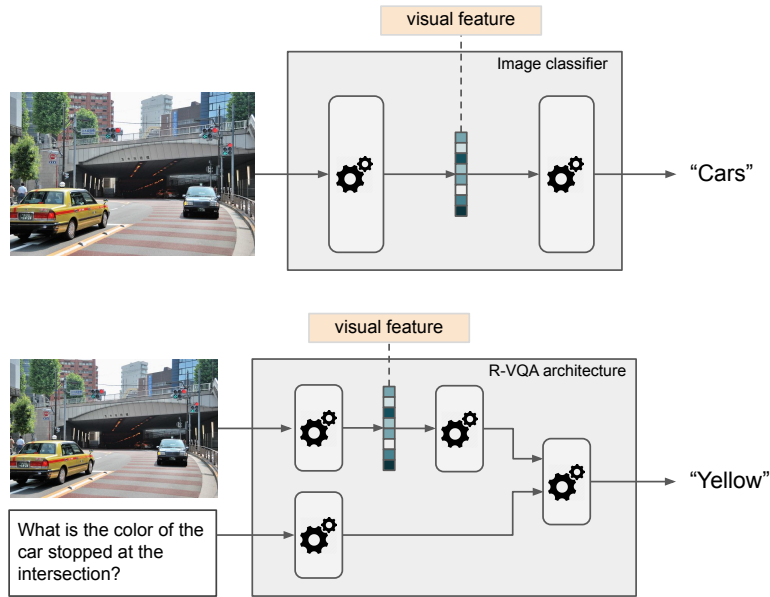 visual feature
Image classifier
“Cars”
visual feature
R-VQA architecture
“Yellow”
What is the color of the
car stopped at the
intersection?